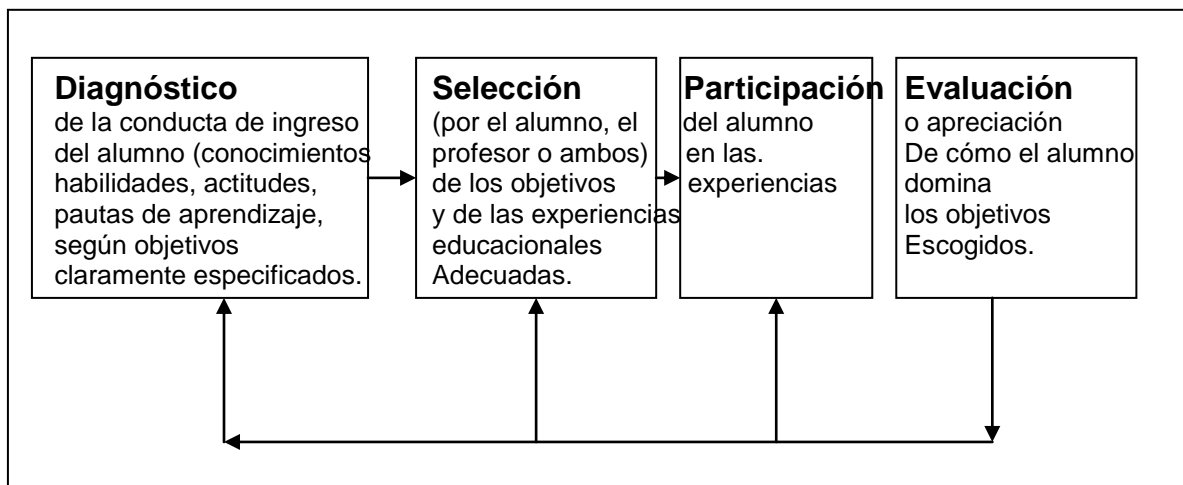 Diagnóstico
de la conducta de ingreso
del alumno (conocimientos
habilidades, actitudes,
pautas de aprendizaje,
según objetivos
claramente especificados.
Selección
(por el alumno, el
profesor o ambos)
de los objetivos
y de las experiencias
educacionales
Adecuadas.
Participación
del alumno
en las.
experiencias
Evaluación
o apreciación
De cómo el alumno
domina
los objetivos
Escogidos.